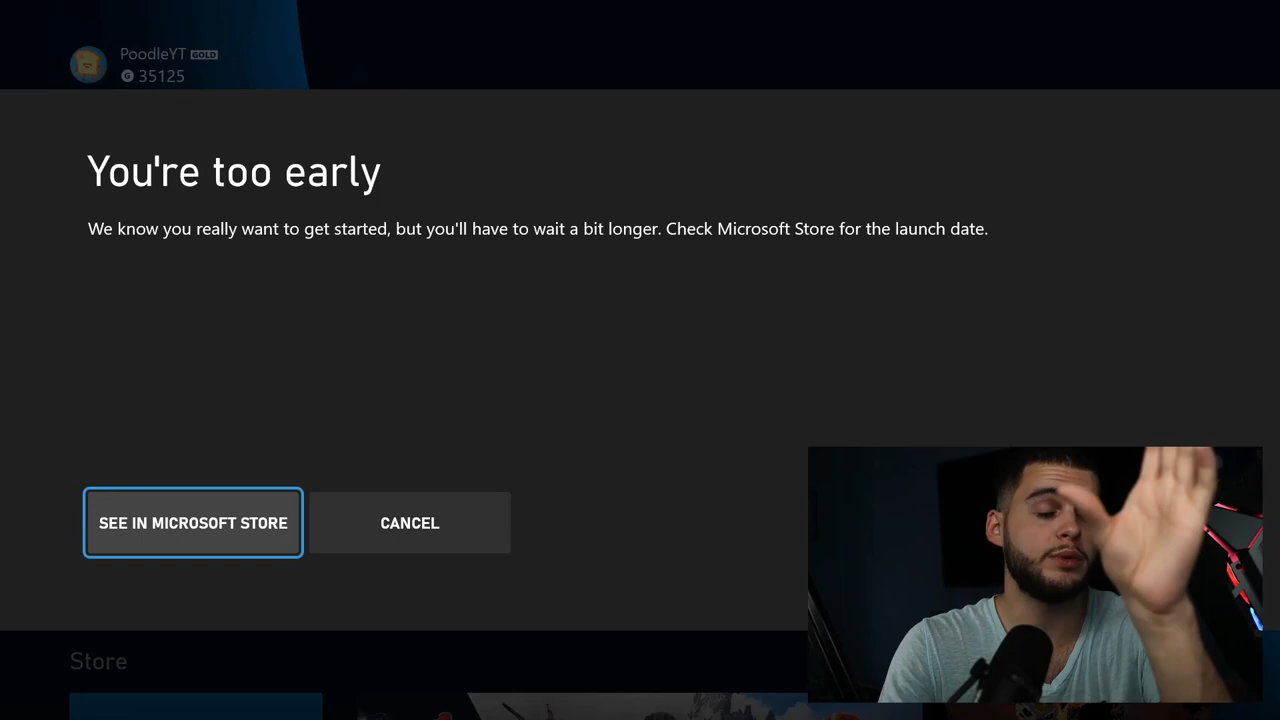 PoodleYT GOLD
G 35125
You're too early
We know you really want to get started, but you'll have to wait a bit longer. Check Microsoft Store for the launch date.
SEE IN MICROSOFT STORE
CANCEL
Store